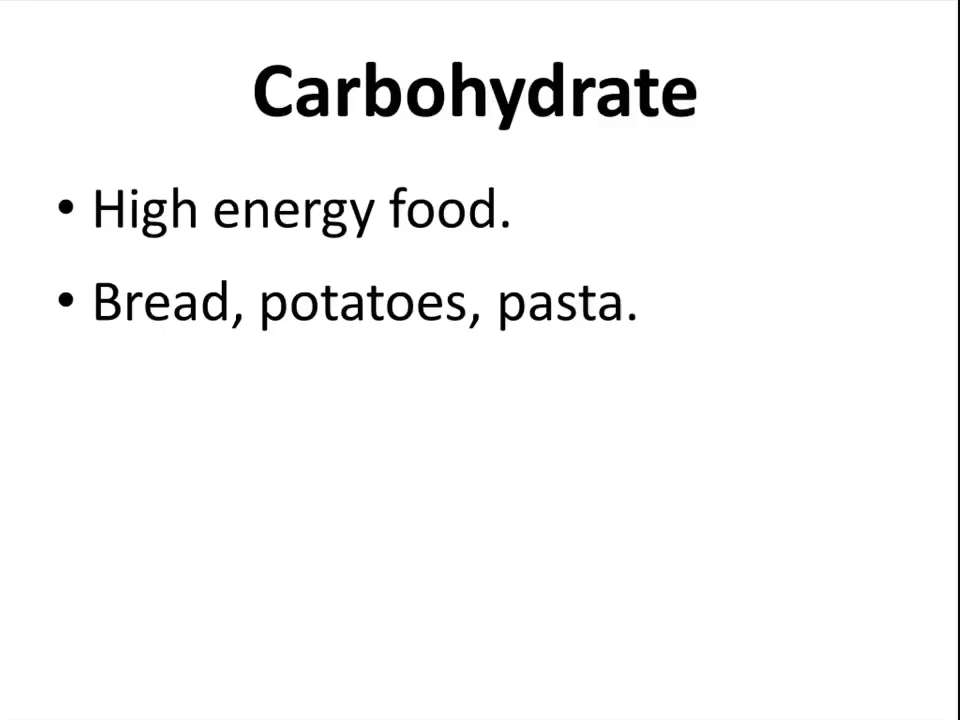 Carbohydrate
• High energy food.
• Bread, potatoes, pasta.